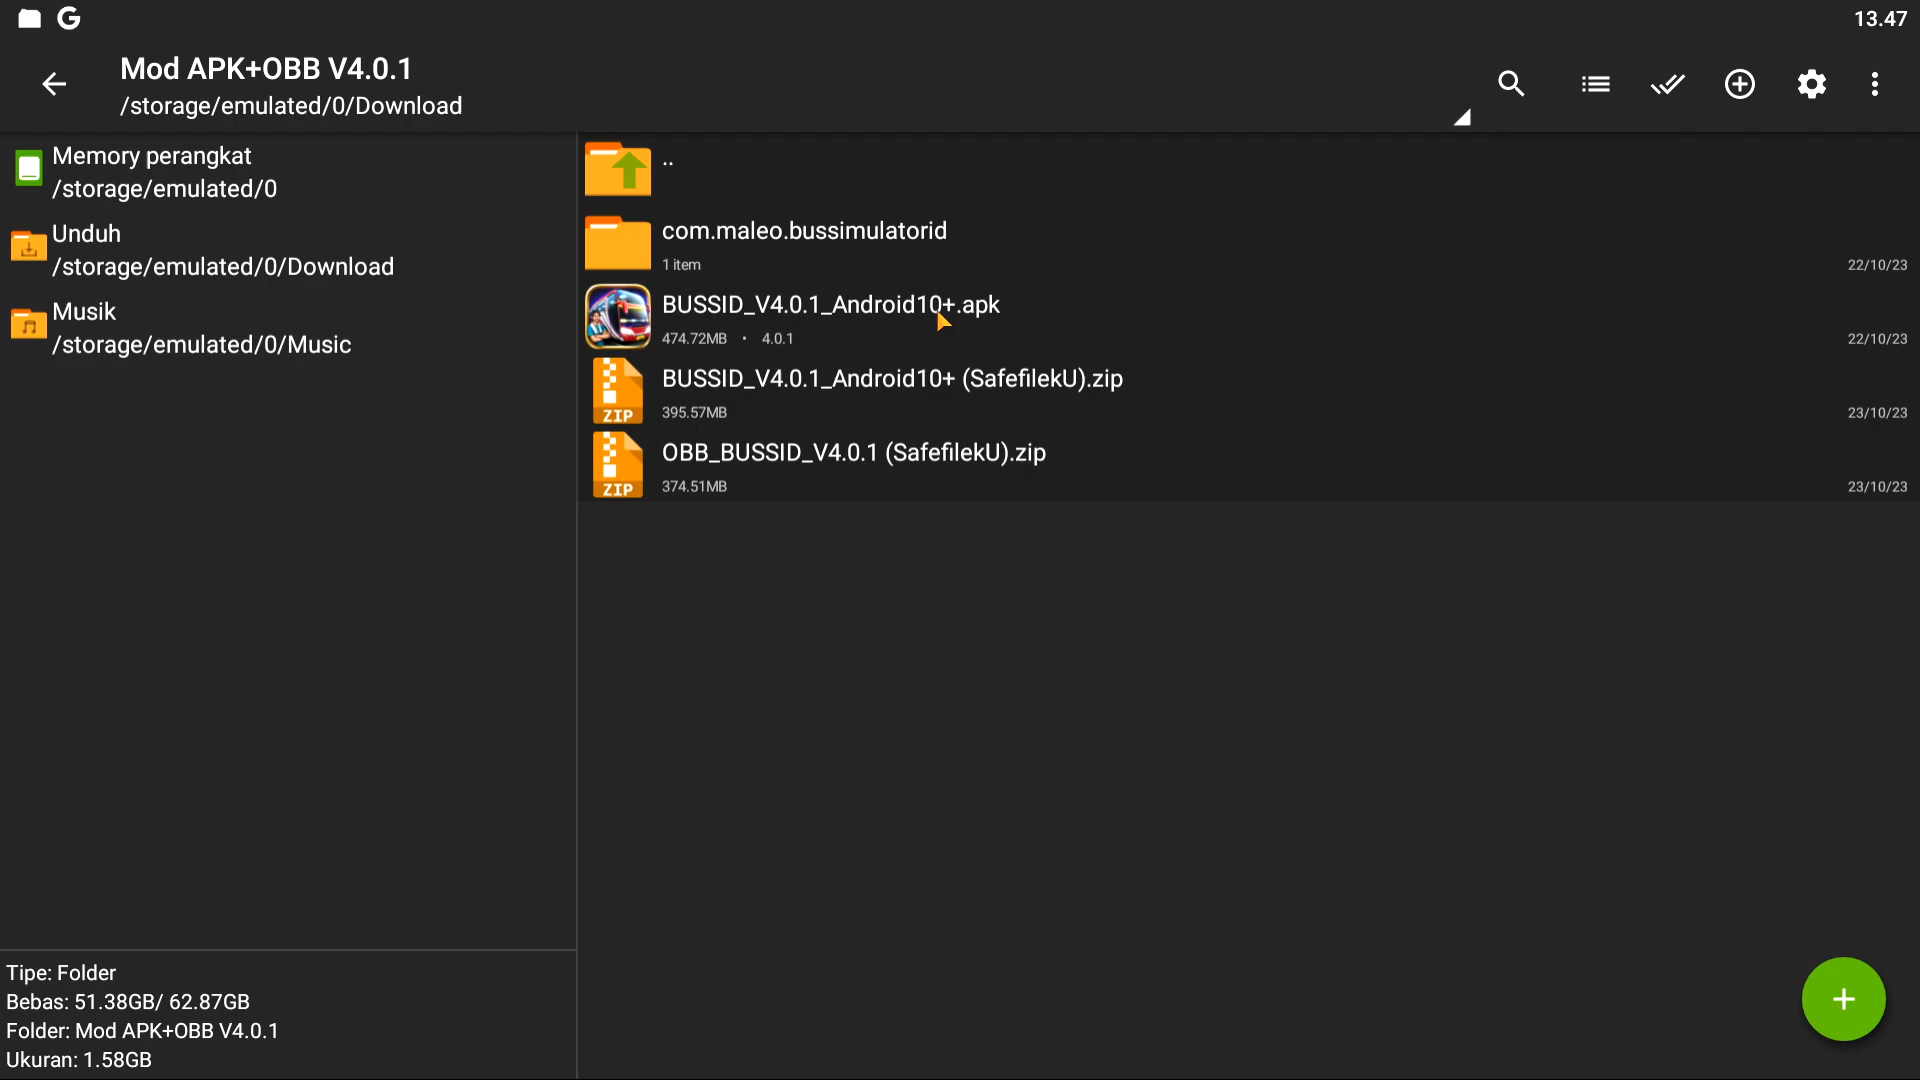 13.47
Mod APK+OBB V4.0.1
/storage/emulated/0/Download
Memory perangkat
/storage/emulated/0
Unduh
/storage/emulated/0/Download
Musik
/storage/emulated/0/Music
..
com.maleo.bussimulatorid
1 item
22/10/23
BUSSID_V4.0.1_Android10+.apk
474.72MB • 4.0.1
22/10/23
BUSSID_V4.0.1_Android10+ (SafefilekU).zip
ZIP
395.57MB
23/10/23
OBB_BUSSID_V4.0.1 (SafefilekU).zip
ZIP
374.51MB
23/10/23
Tipe: Folder
Bebas: 51.38GB/ 62.87GB
Folder: Mod APK+OBB V4.0.1
Ukuran: 1.58GB